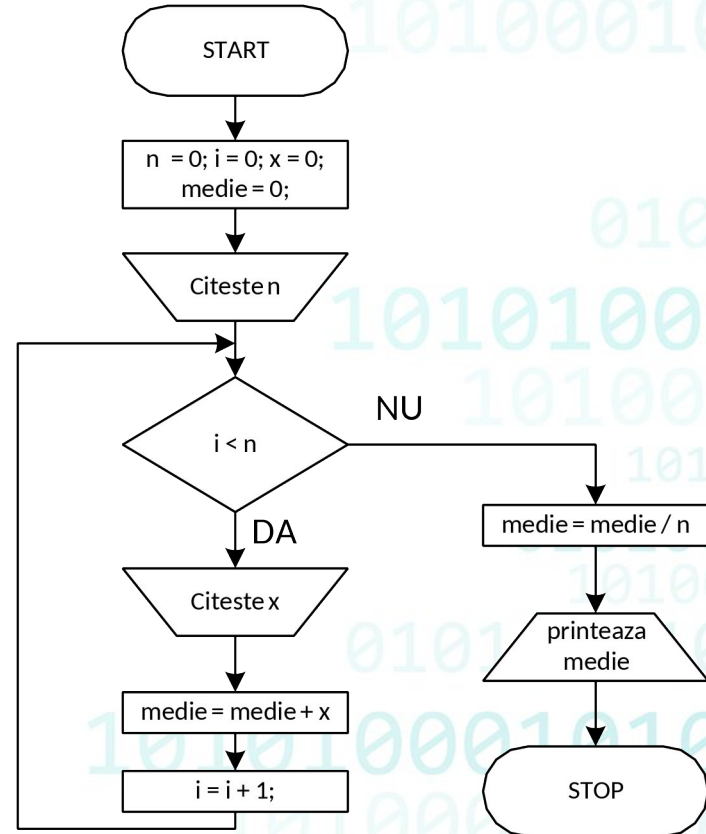 START
n = 0; i = 0; x = 0;
medie = 0;
Citeste n
i < n
NU
DA
Citeste x
medie = medie + x
i = i + 1;
medie = medie / n
printeaza
medie
STOP